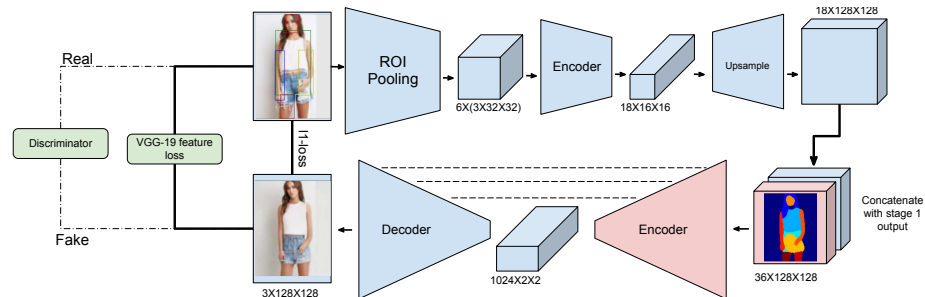 18X128X128
Real
ROI
Pooling
Encoder
Upsample
6X(3X32X32)
18X16X16
Discriminator
VGG-19 feature
loss
l1-loss
Concatenate
with stage 1
output
Decoder
Encoder
Fake
1024X2X2
36X128X128
3X128X128